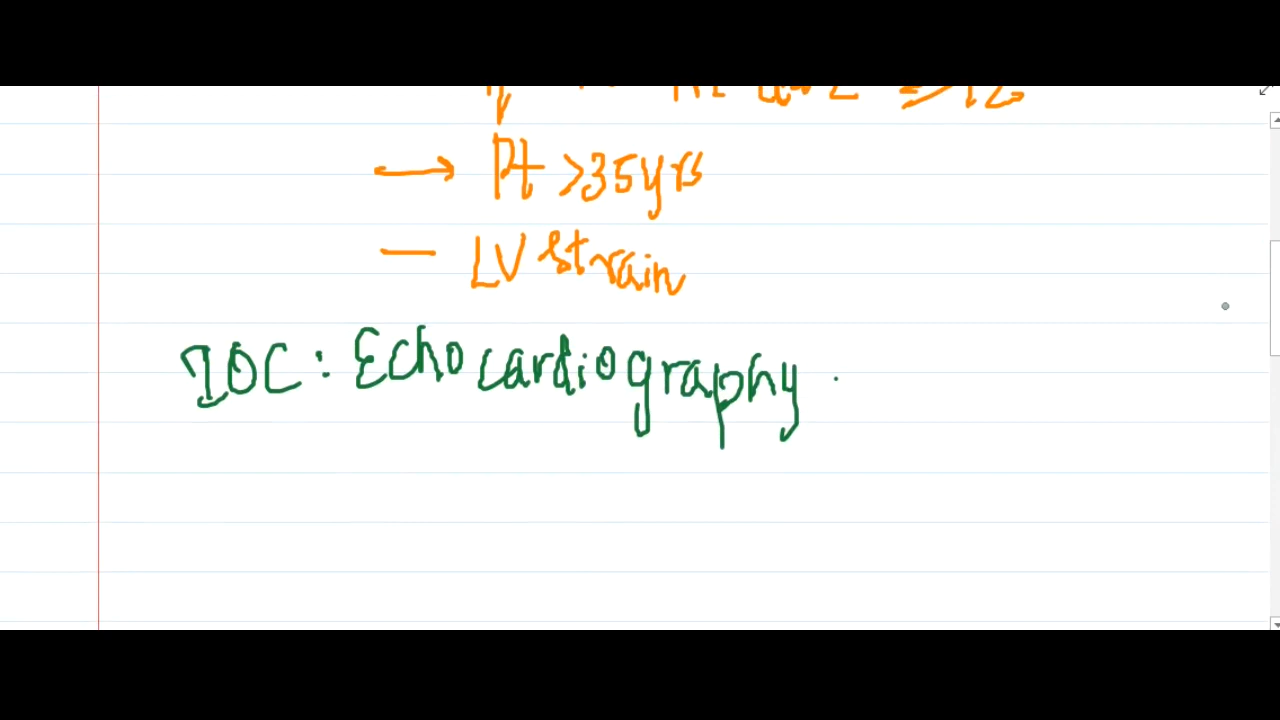 → Pt >35yrs
— LV strain
IOC : Echocardiography